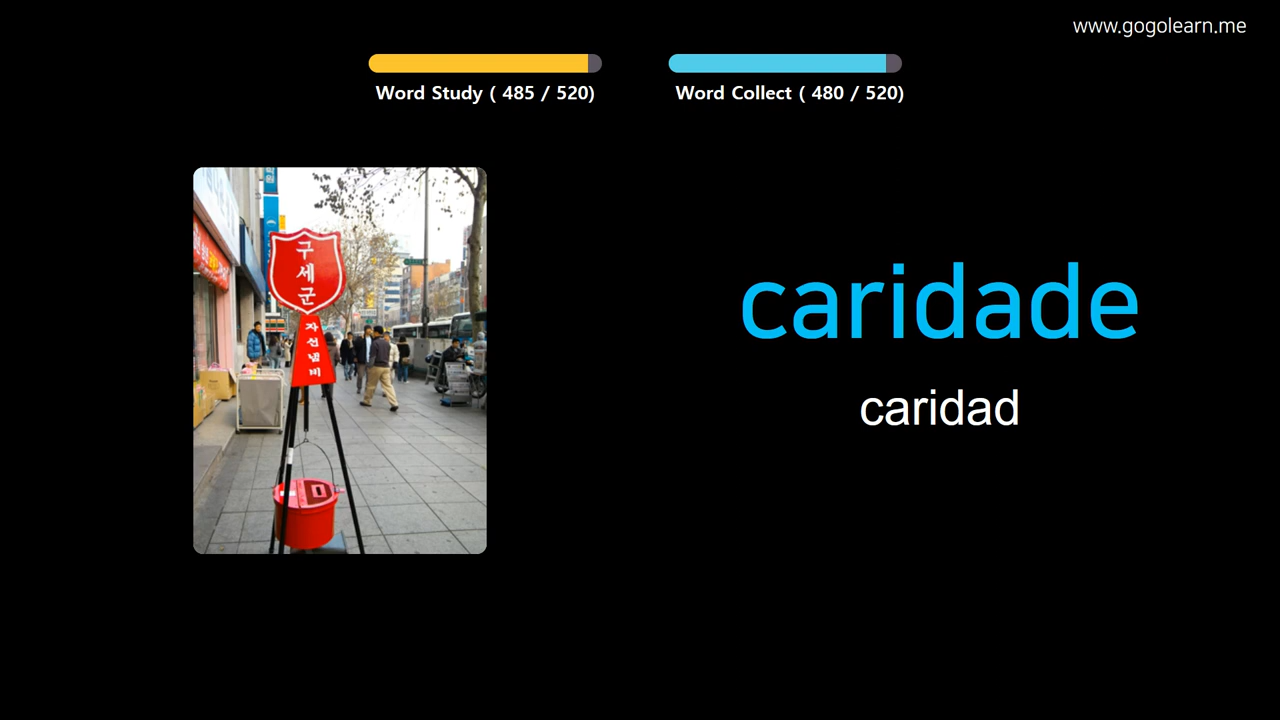 www.gogolearn.me
Word Study ( 485 / 520)
Word Collect ( 480 / 520)
구
세
군
자
선
냄
비
caridade
caridad